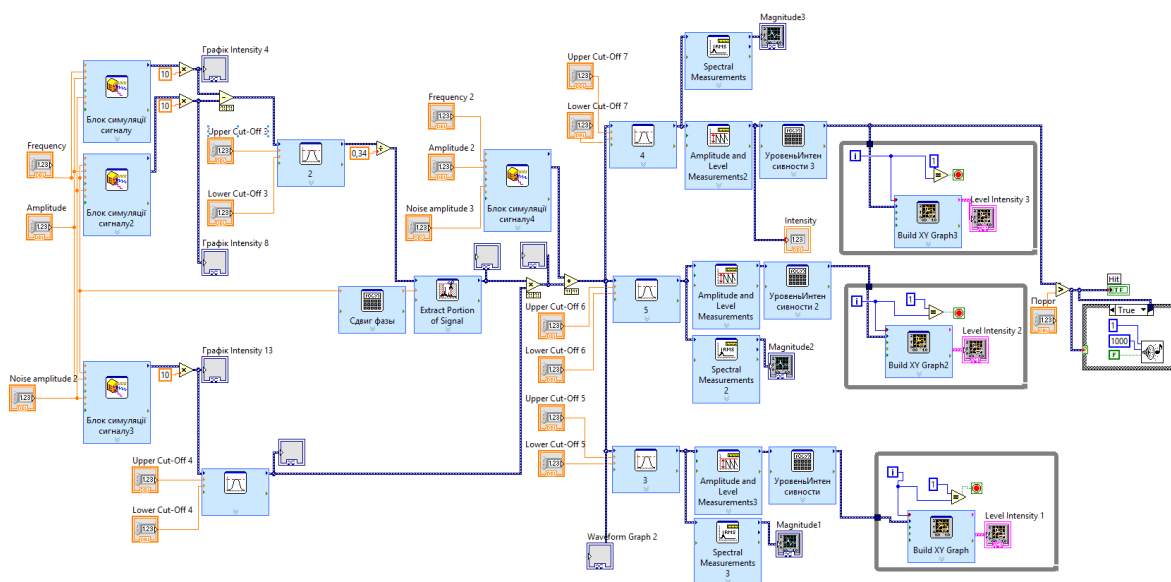 Magnitude3
Графік Intensity 4
Upper Cut-Off 7
Spectral
Measurements
Frequency 2
Lower Cut-Off 7
Блок симуляції
сигналу
Upper Cut-Off 3
Amplitude 2
4
Amplitude and
Level
Measurements2
УровеньИнтен
сивности 3
Frequency
10
0,34
1
Level Intensity 3
Lower Cut-Off 3
2
Noise amplitude 3
Блок симуляції
сигналу4
Amplitude
Блок симуляції
сигналу2
Intensity
Build XY Graph3
Графік Intensity 8
Сдвиг фазы
Extract Portion
of Signal
5
Amplitude and
Level
Measurements
УровеньИнтен
сивности 2
Hit
TF
Порог
True
1
1000
F
Upper Cut-Off 6
Level Intensity 2
Lower Cut-Off 6
Magnitude2
Build XY Graph2
Графік Intensity 13
10
Spectral
Measurements
2
Noise amplitude 2
Upper Cut-Off 5
Блок симуляції
сигналу3
Lower Cut-Off 5
Upper Cut-Off 4
3
Amplitude and
Level
Measurements3
УровеньИнтен
сивности
Lower Cut-Off 4
Magnitude1
Level Intensity 1
Waveform Graph 2
Spectral
Measurements
3
Build XY Graph